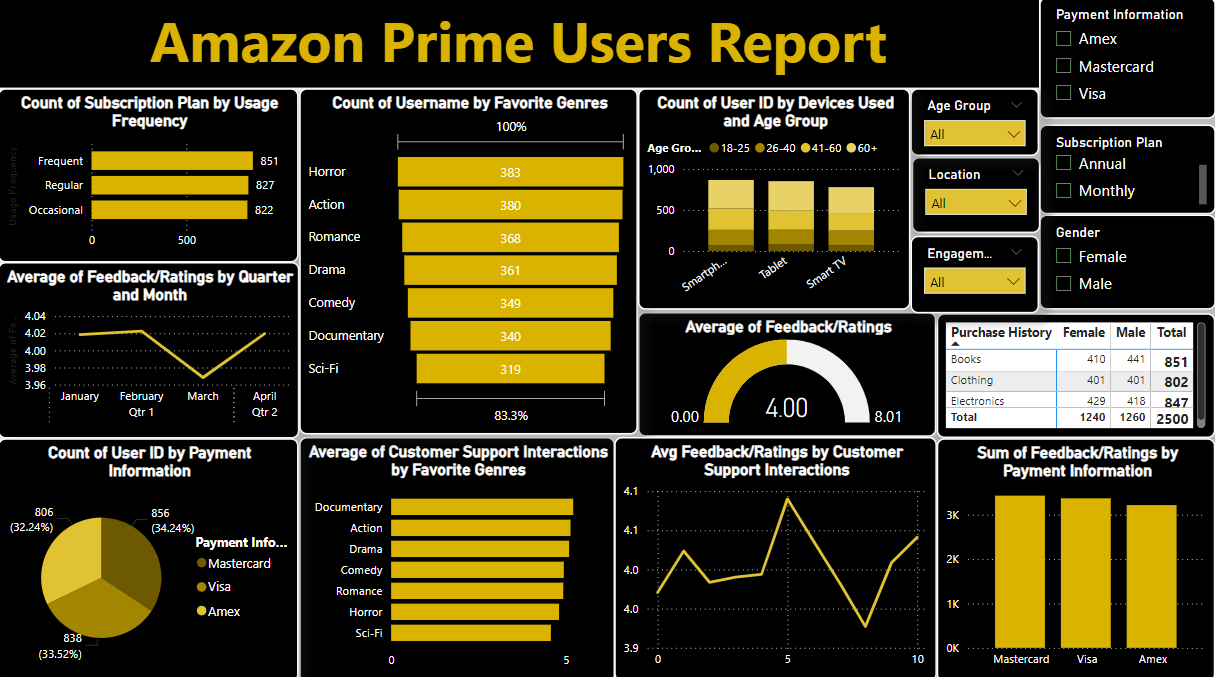 Amazon Prime Users Report
Payment Information
Amex
Mastercard
Visa
Count of Subscription Plan by Usage
Frequency
Usage Frequency
Frequent
851
Regular
827
Occasional
822
0
500
Count of Username by Favorite Genres
100%
Horror
383
Action
380
Romance
368
Drama
361
Comedy
349
Documentary
340
Sci-Fi
319
83.3%
Count of User ID by Devices Used
and Age Group
Age Gro...
18-25
26-40
41-60
60+
1,000
500
0
Smartph...
Tablet
Smart TV
Age Group
All
Location
All
Engagem...
All
Subscription Plan
Annual
Monthly
Gender
Female
Male
Average of Feedback/Ratings by Quarter
and Month
Average of Fe...
4.04
4.02
4.00
3.98
3.96
January
February
March
April
Qtr 1
Qtr 2
Average of Feedback/Ratings
4.00
0.00
8.01
Purchase History Female Male Total
Books 410 441 851
Clothing 401 401 802
Electronics 429 418 847
Total 1240 1260 2500
Count of User ID by Payment
Information
806
(32.24%)
856
(34.24%)
838
(33.52%)
Payment Info...
Mastercard
Visa
Amex
Average of Customer Support Interactions
by Favorite Genres
Documentary
Action
Drama
Comedy
Romance
Horror
Sci-Fi
0
5
Avg Feedback/Ratings by Customer
Support Interactions
4.1
4.1
4.0
4.0
3.9
0
5
10
Sum of Feedback/Ratings by
Payment Information
3K
2K
1K
0K
Mastercard
Visa
Amex